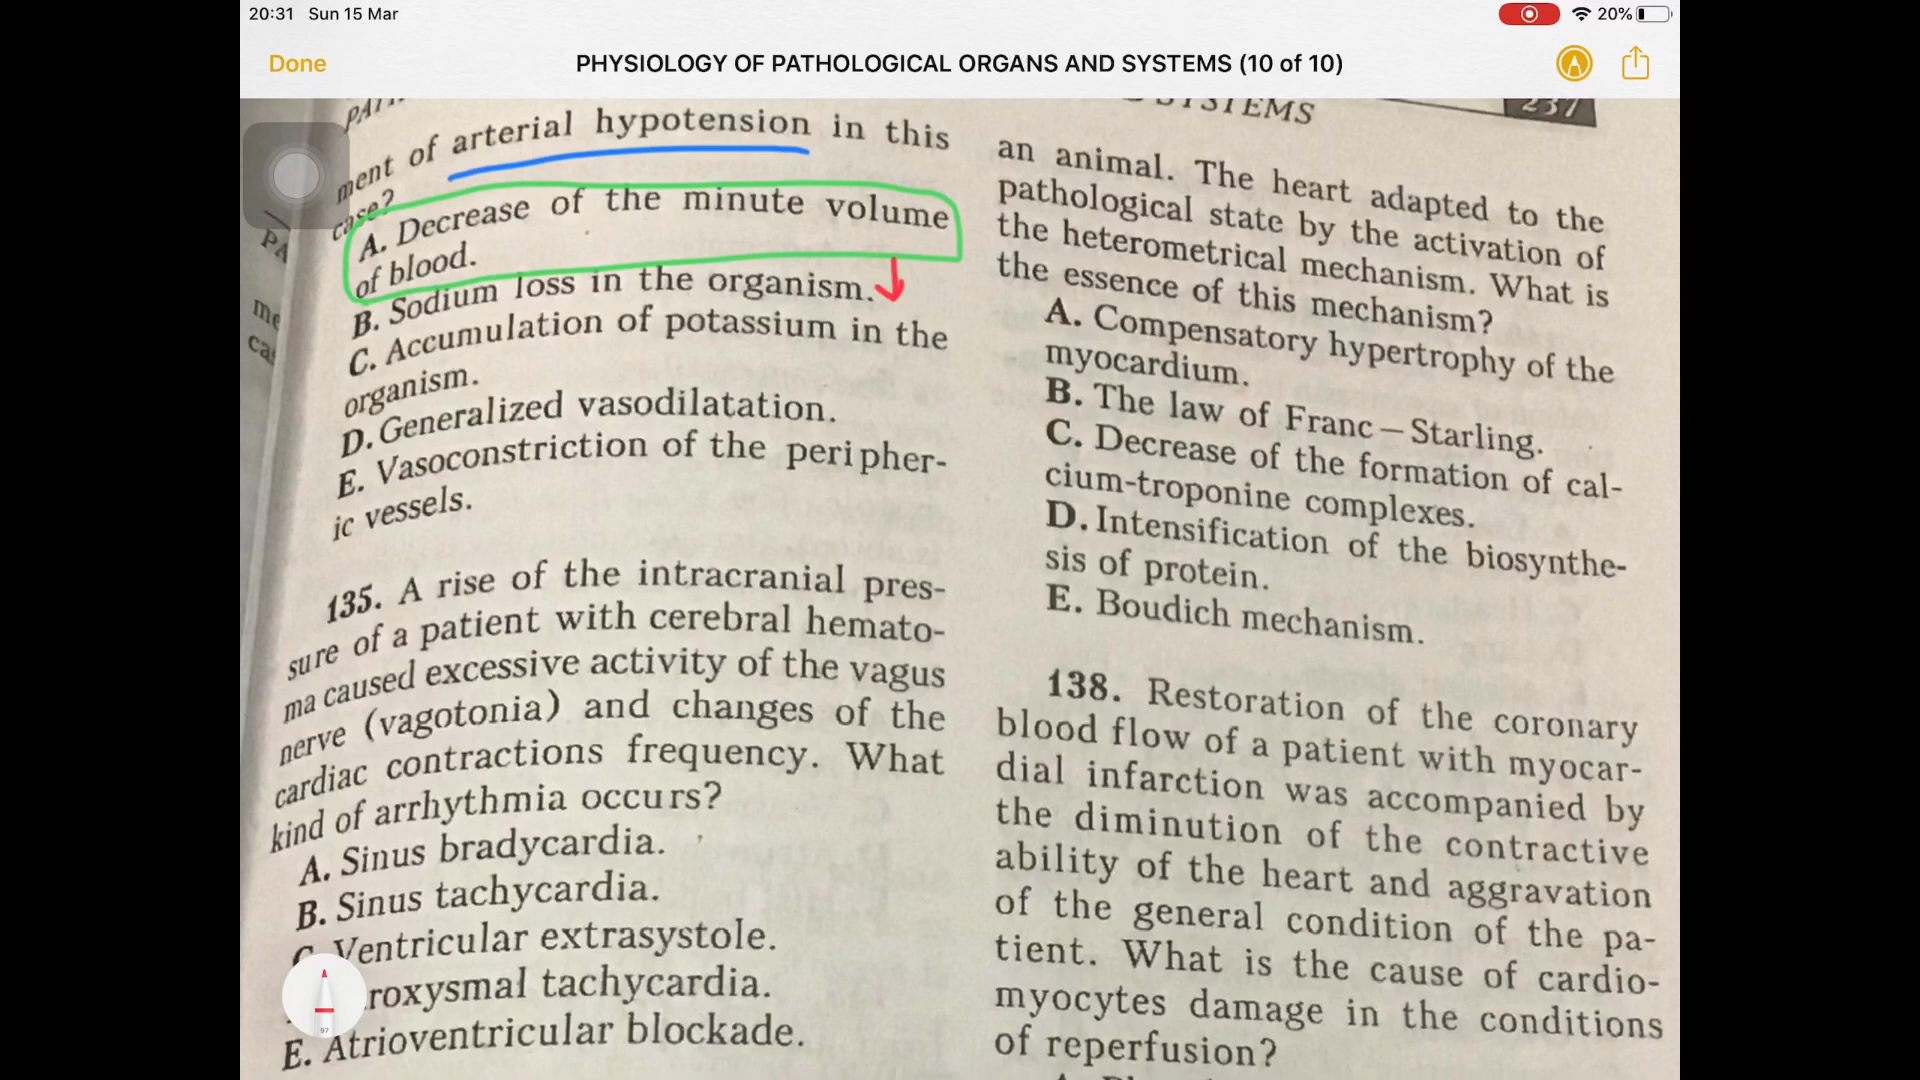 20:31 Sun 15 Mar
20%
Done
PHYSIOLOGY OF PATHOLOGICAL ORGANS AND SYSTEMS (10 of 10)
ment of arterial hypotension in this
case?
A. Decrease of the minute volume
of blood.
B. Sodium loss in the organism.
C. Accumulation of potassium in the
organism.
D. Generalized vasodilatation.
E. Vasoconstriction of the peripher-
ic vessels.
135. A rise of the intracranial pres-
sure of a patient with cerebral hemato-
ma caused excessive activity of the vagus
nerve (vagotonia) and changes of the
cardiac contractions frequency. What
kind of arrhythmia occurs?
A. Sinus bradycardia.
B. Sinus tachycardia.
C. Ventricular extrasystole.
roxysmal tachycardia.
E. Atrioventricular blockade.
97
237
an animal. The heart adapted to the
pathological state by the activation of
the heterometrical mechanism. What is
the essence of this mechanism?
A. Compensatory hypertrophy of the
myocardium.
B. The law of Franc – Starling.
C. Decrease of the formation of cal-
cium-troponine complexes.
D. Intensification of the biosynthe-
sis of protein.
E. Boudich mechanism.
138. Restoration of the coronary
blood flow of a patient with myocar-
dial infarction was accompanied by
the diminution of the contractive
ability of the heart and aggravation
of the general condition of the pa-
tient. What is the cause of cardio-
myocytes damage in the conditions
of reperfusion?